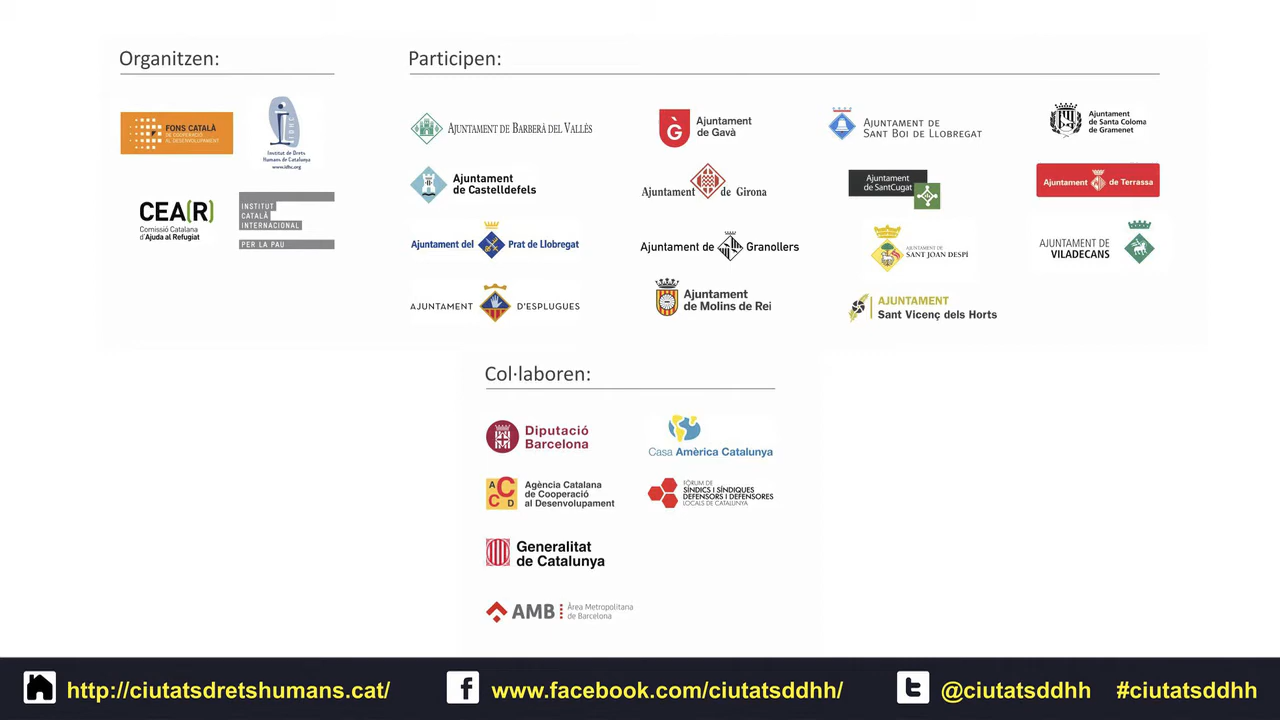 Organitzen:
FONS CATALÀ
DE COOPERACIÓ
AL DESENVOLUPAMENT
IDHC
Institut de Drets
Humans de Catalunya
www.idhc.org
CEA(R)
Comissió Catalana
d'Ajuda al Refugiat
INSTITUT
CATALÀ
INTERNACIONAL
PER LA PAU
Participen:
AJUNTAMENT DE BARBERÀ DEL VALLÈS
Ajuntament
de Castelldefels
Ajuntament del Prat de Llobregat
AJUNTAMENT D'ESPLUGUES
Ajuntament
de Gavà
Ajuntament de Girona
Ajuntament de Granollers
Ajuntament
de Molins de Rei
AJUNTAMENT DE
SANT BOI DE LLOBREGAT
Ajuntament
de SantCugat
AJUNTAMENT DE
SANT JOAN DESPÍ
AJUNTAMENT
Sant Vicenç dels Horts
Ajuntament
de Santa Coloma
de Gramenet
Ajuntament de Terrassa
AJUNTAMENT DE
VILADECANS
Col·laboren:
Diputació
Barcelona
Casa Amèrica Catalunya
A C C D
Agència Catalana
de Cooperació
al Desenvolupament
FÒRUM DE
SÍNDICS I SÍNDIQUES
DEFENSORS I DEFENSORES
LOCALS DE CATALUNYA
Generalitat
de Catalunya
AMB
Àrea Metropolitana
de Barcelona
http://ciutatsdretshumans.cat/
www.facebook.com/ciutatsddhh/
@ciutatsddhh #ciutatsddhh